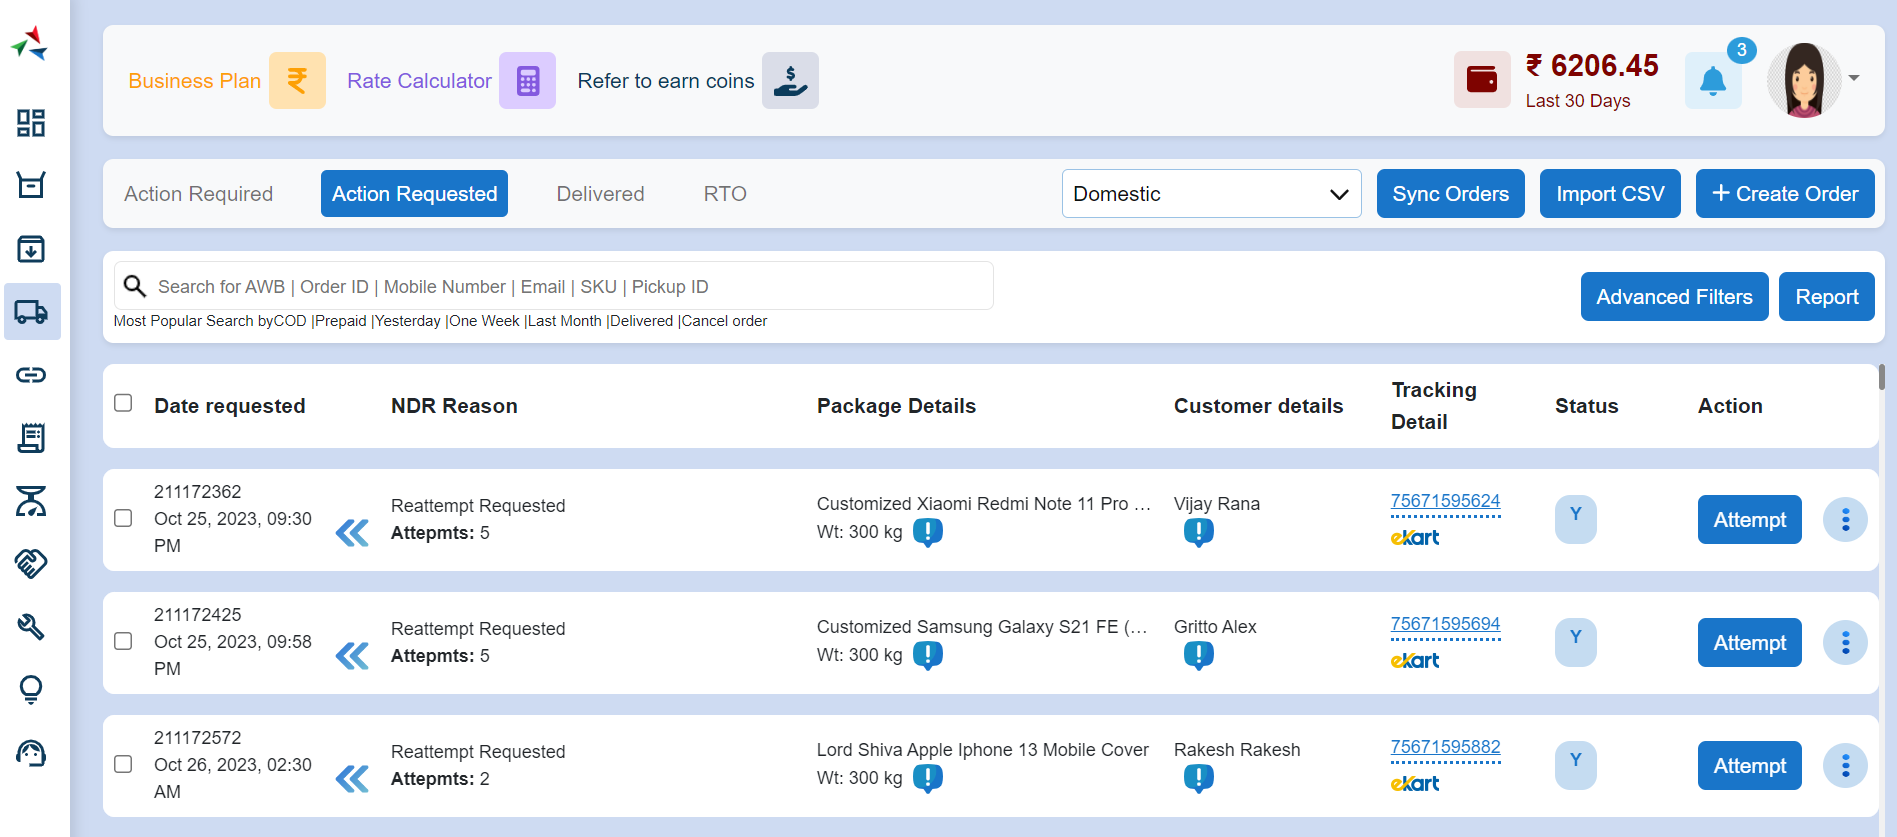 Business Plan
Rate Calculator
Refer to earn coins
₹ 6206.45
Last 30 Days
3
Action Required
Action Requested
Delivered
RTO
Domestic
Sync Orders
Import CSV
+ Create Order
Search for AWB | Order ID | Mobile Number | Email | SKU | Pickup ID
Most Popular Search byCOD |Prepaid |Yesterday |One Week |Last Month |Delivered |Cancel order
Advanced Filters
Report
Date requested
NDR Reason
Package Details
Customer details
Tracking
Detail
Status
Action
211172362
Oct 25, 2023, 09:30
PM
Reattempt Requested
Attepmts: 5
Customized Xiaomi Redmi Note 11 Pro ...
Wt: 300 kg
Vijay Rana
75671595624
ekart
Y
Attempt
211172425
Oct 25, 2023, 09:58
PM
Reattempt Requested
Attepmts: 5
Customized Samsung Galaxy S21 FE (...
Wt: 300 kg
Gritto Alex
75671595694
ekart
Y
Attempt
211172572
Oct 26, 2023, 02:30
AM
Reattempt Requested
Attepmts: 2
Lord Shiva Apple Iphone 13 Mobile Cover
Wt: 300 kg
Rakesh Rakesh
75671595882
ekart
Y
Attempt